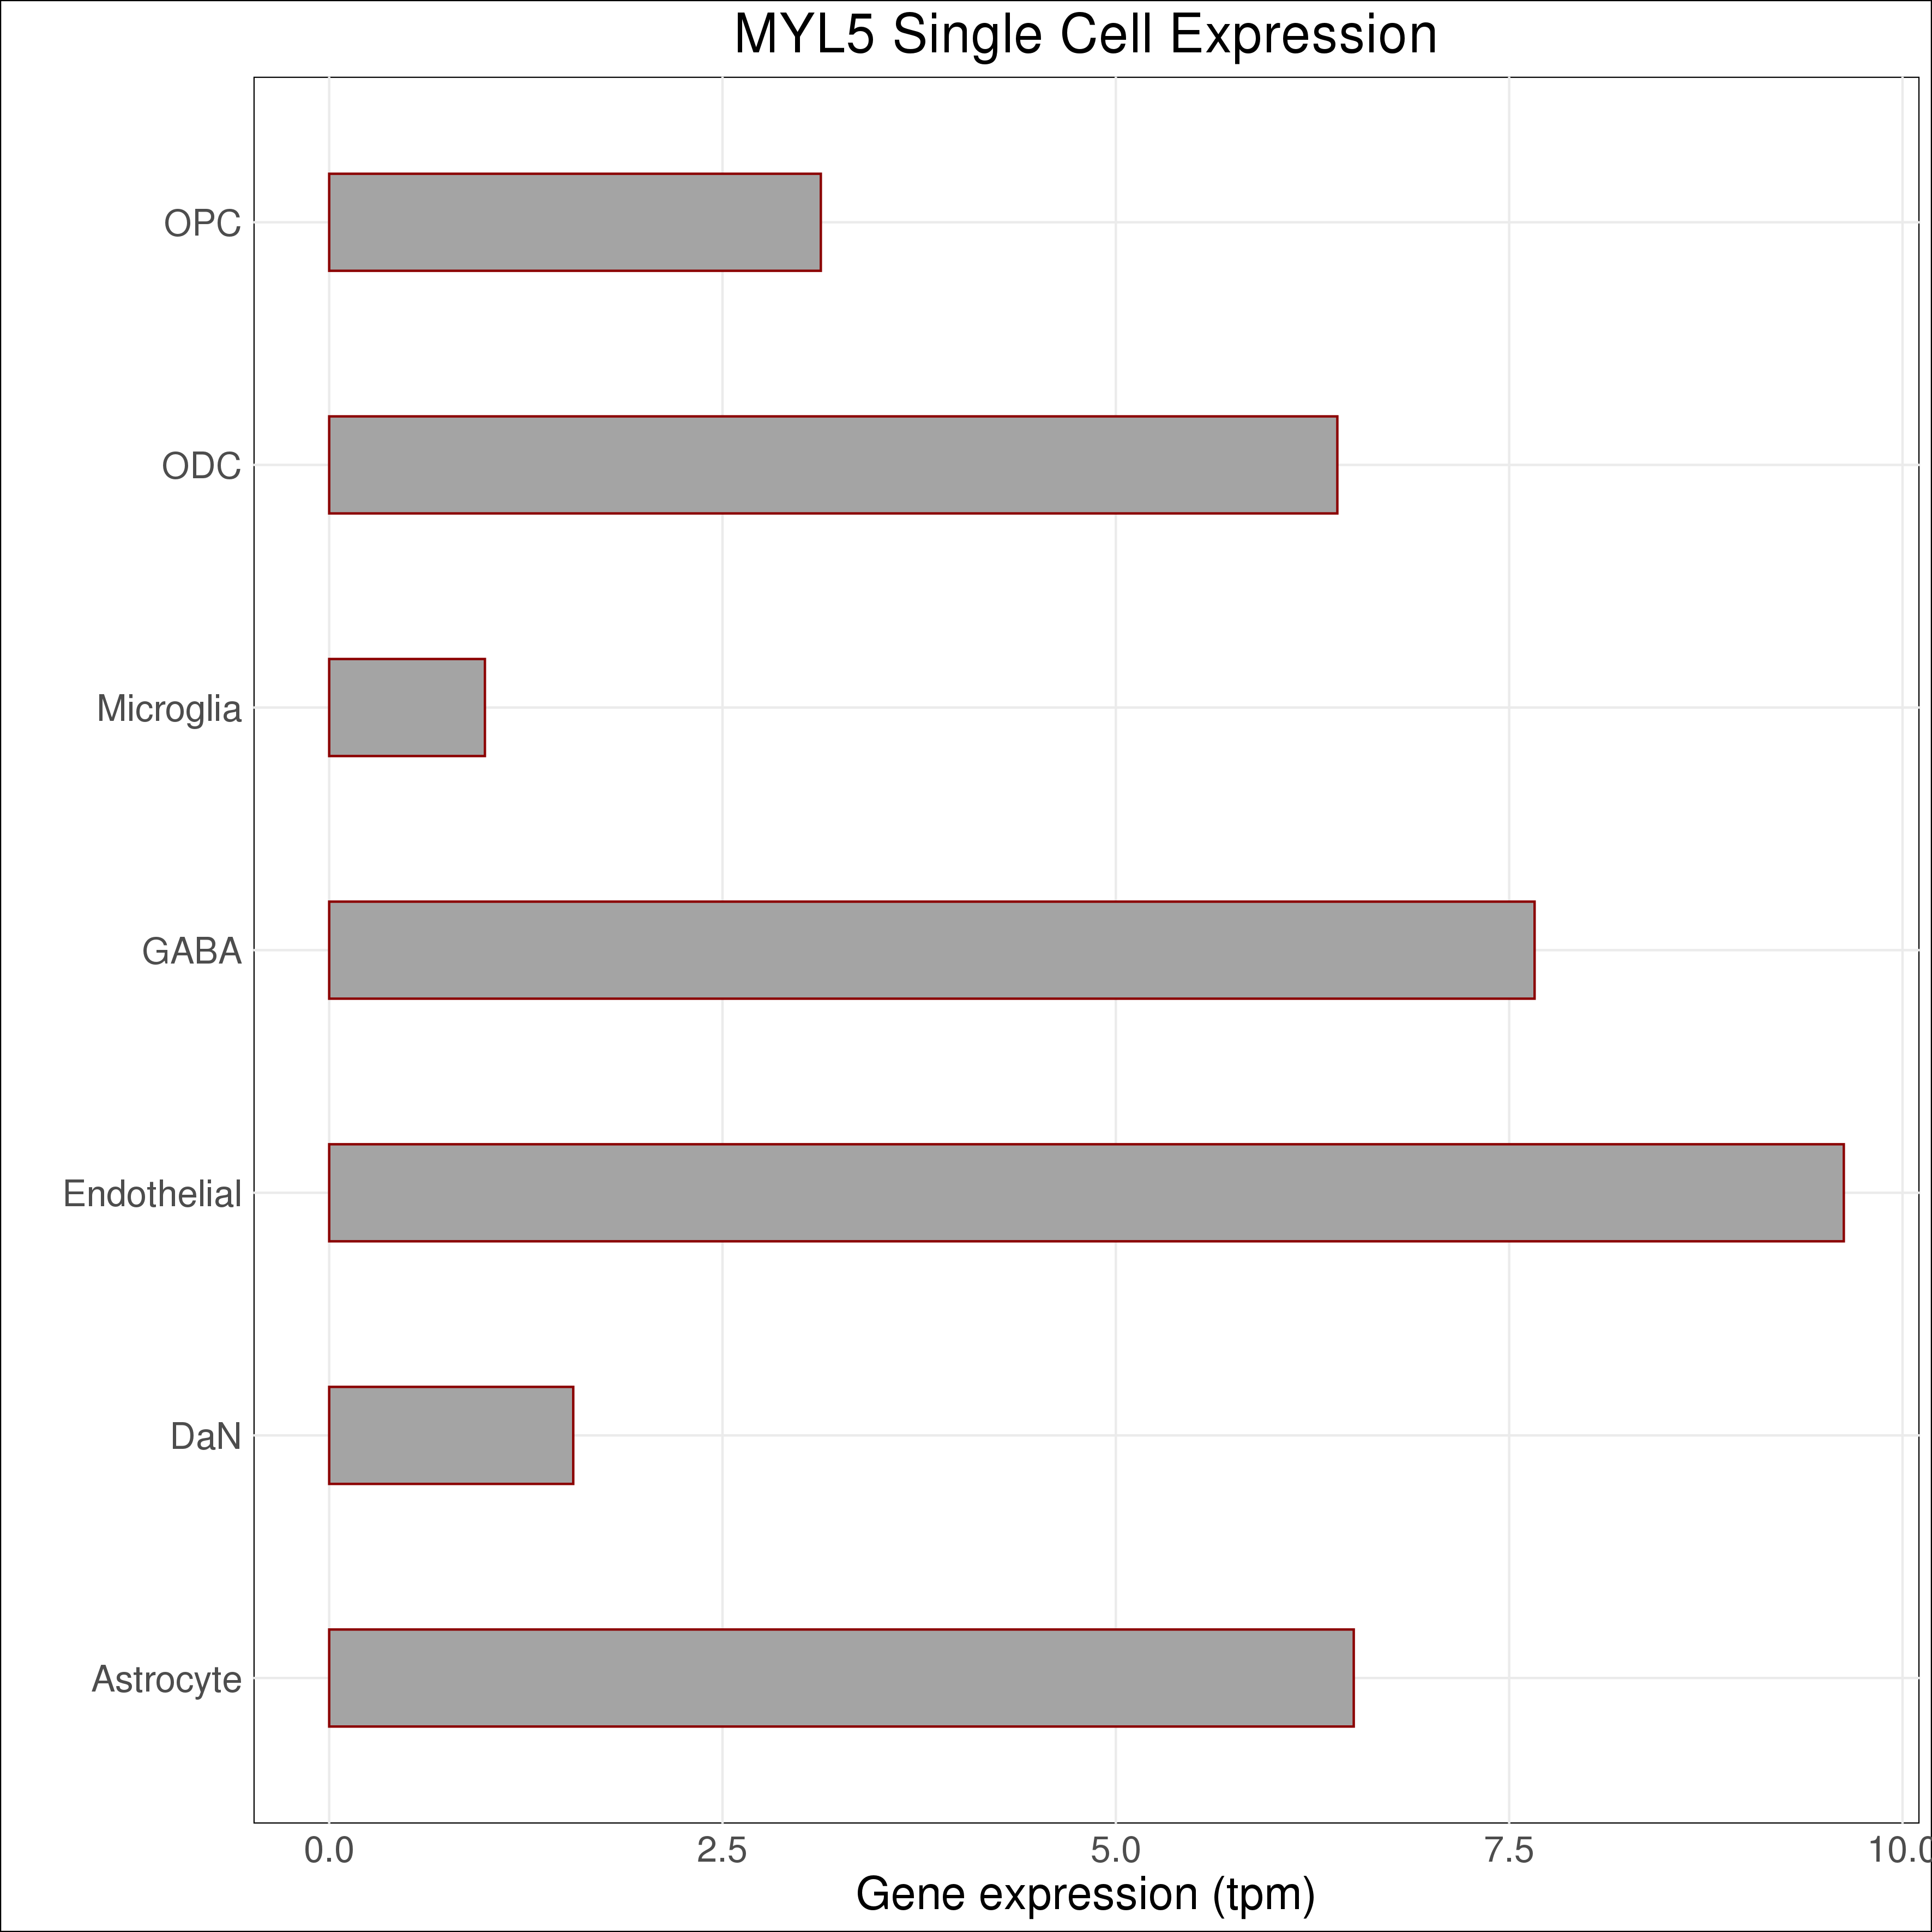 MYL5 Single Cell Expression
OPC
ODC
Microglia
GABA
Endothelial
DaN
Astrocyte
0.0 2.5 5.0 7.5 10.0
Gene expression (tpm)